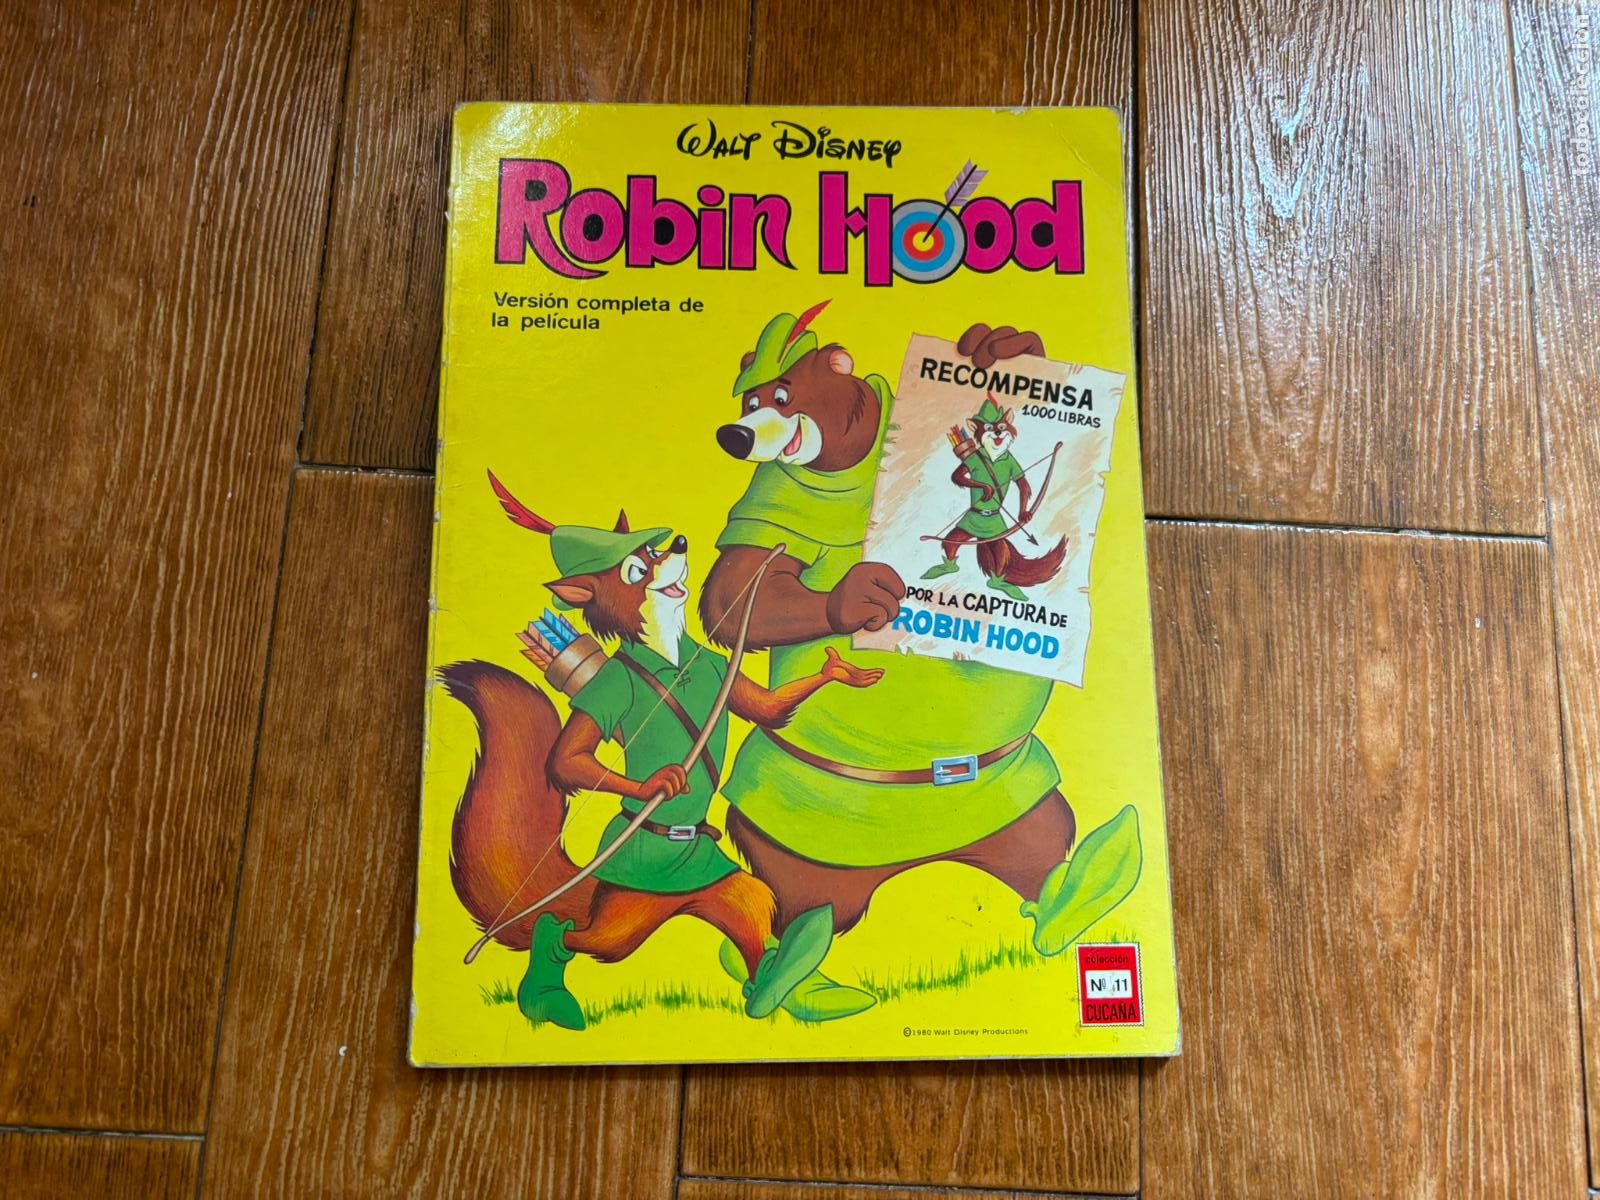 Walt Disney
Robin Hood
Versión completa de
la película
RECOMPENSA
1.000 LIBRAS
POR LA CAPTURA DE
ROBIN HOOD
colección
Nº 11
CUCAÑA
©1980 Walt Disney Productions
todocoleccion